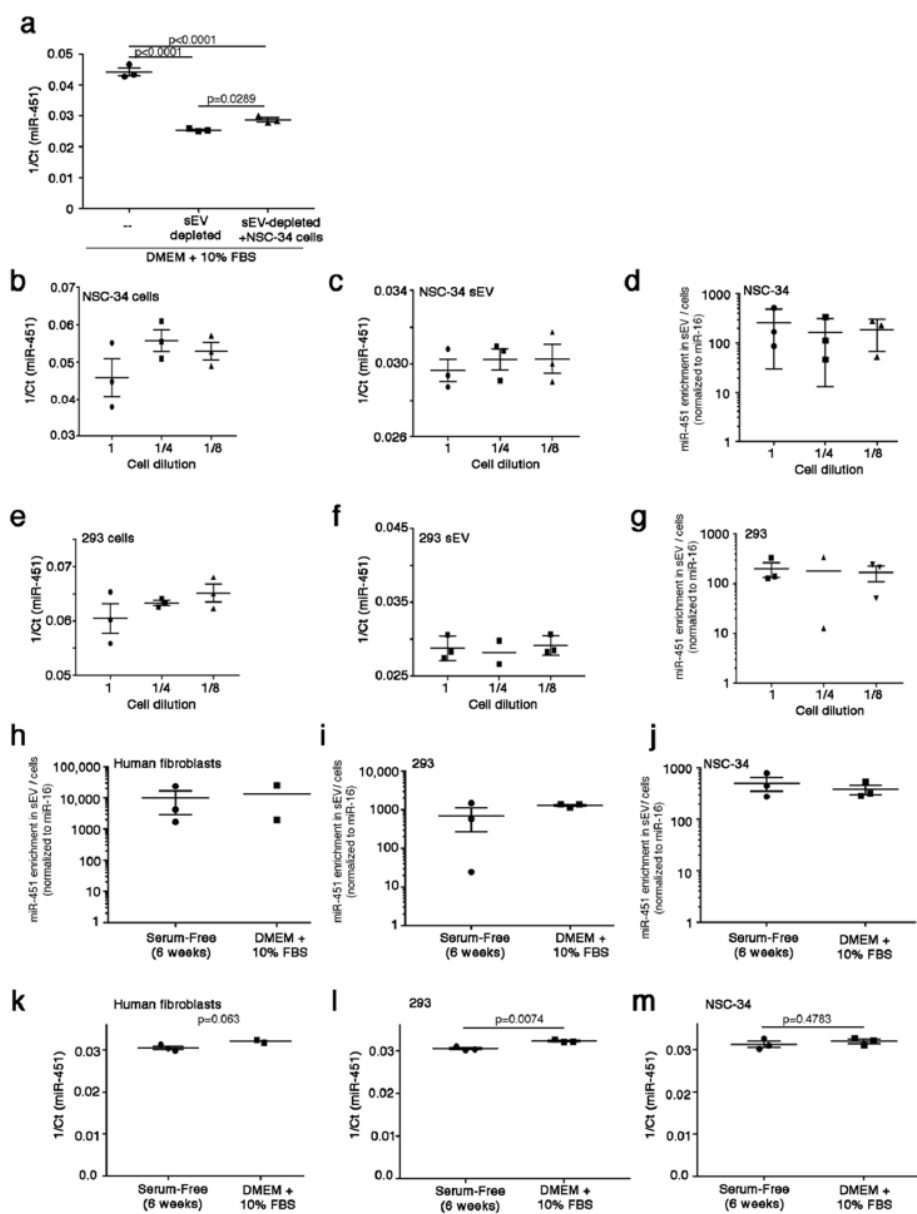 a
p<0.0001
p<0.0001
p=0.0289
1/Ct (miR-451)
0.05
0.04
0.03
0.02
0.01
0
--
sEV
depleted
sEV-depleted
+NSC-34 cells
DMEM + 10% FBS
b
NSC-34 cells
1/Ct (miR-451)
0.07
0.06
0.05
0.04
0.03
1
1/4
1/8
Cell dilution
c
NSC-34 sEV
1/Ct (miR-451)
0.034
0.030
0.026
1
1/4
1/8
Cell dilution
d
NSC-34
miR-451 enrichment in sEV / cells
(normalized to miR-16)
1000
100
10
1
1
1/4
1/8
Cell dilution
e
293 cells
1/Ct (miR-451)
0.07
0.06
0.05
1
1/4
1/8
Cell dilution
f
293 sEV
1/Ct (miR-451)
0.045
0.035
0.025
1
1/4
1/8
Cell dilution
g
293
miR-451 enrichment in sEV / cells
(normalized to miR-16)
1000
100
10
1
1
1/4
1/8
Cell dilution
h
Human fibroblasts
miR-451 enrichment in sEV / cells
(normalized to miR-16)
100,000
10,000
1000
100
10
1
Serum-Free
(6 weeks)
DMEM +
10% FBS
i
293
miR-451 enrichment in sEV / cells
(normalized to miR-16)
10,000
1000
100
10
1
Serum-Free
(6 weeks)
DMEM +
10% FBS
j
NSC-34
miR-451 enrichment in sEV / cells
(normalized to miR-16)
1000
100
10
1
Serum-Free
(6 weeks)
DMEM +
10% FBS
k
Human fibroblasts
p=0.063
1/Ct (miR-451)
0.03
0.02
0.01
0.0
Serum-Free
(6 weeks)
DMEM +
10% FBS
l
293
p=0.0074
1/Ct (miR-451)
0.03
0.02
0.01
0.0
Serum-Free
(6 weeks)
DMEM +
10% FBS
m
NSC-34
p=0.4783
1/Ct (miR-451)
0.03
0.02
0.01
0.0
Serum-Free
(6 weeks)
DMEM +
10% FBS